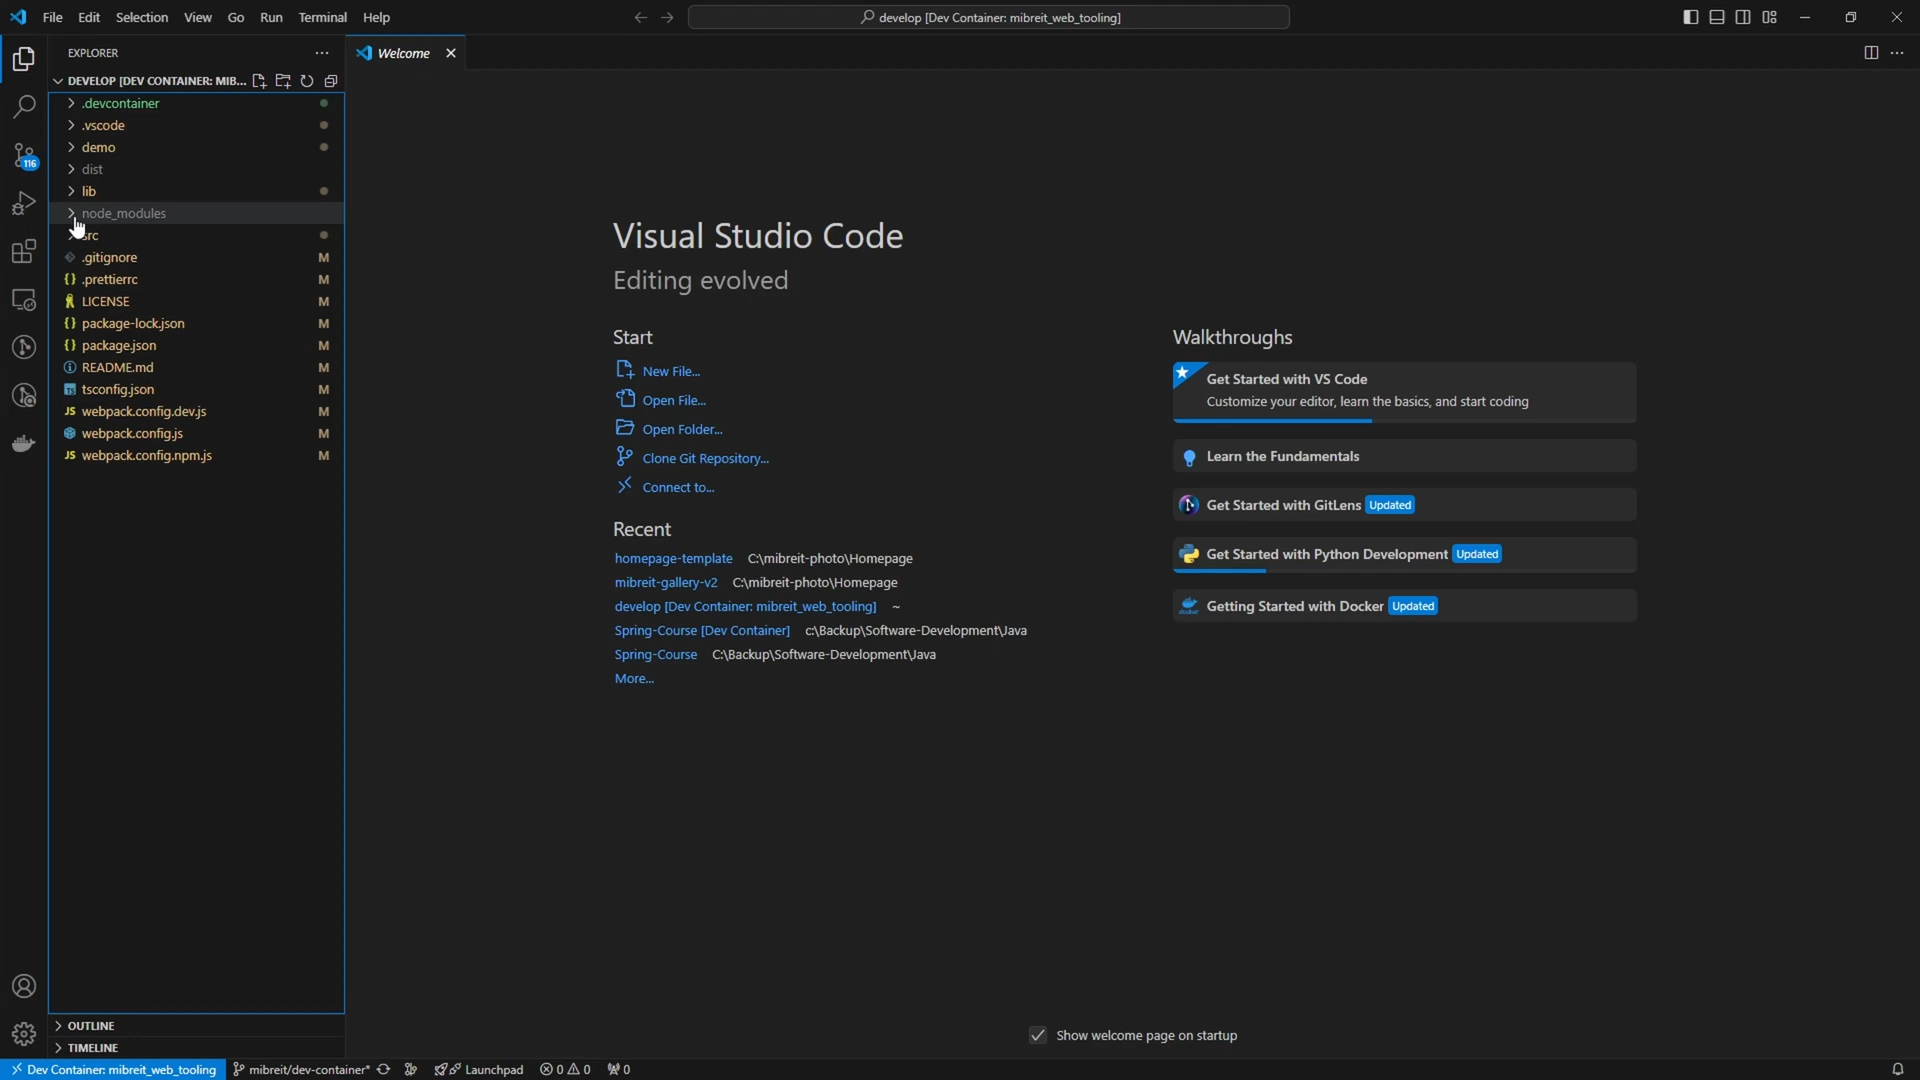 File Edit Selection View Go Run Terminal Help
develop [Dev Container: mibreit_web_tooling]
EXPLORER
Welcome
DEVELOP [DEV CONTAINER: MIB...
.devcontainer
.vscode
demo
dist
lib
node_modules
src
.gitignore M
.prettierrc M
LICENSE M
package-lock.json M
package.json M
README.md M
tsconfig.json M
JS webpack.config.dev.js M
webpack.config.js M
JS webpack.config.npm.js M
116
Visual Studio Code
Editing evolved
Start
New File...
Open File...
Open Folder...
Clone Git Repository...
Connect to...
Recent
homepage-template C:\mibreit-photo\Homepage
mibreit-gallery-v2 C:\mibreit-photo\Homepage
develop [Dev Container: mibreit_web_tooling] ~
Spring-Course [Dev Container] c:\Backup\Software-Development\Java
Spring-Course C:\Backup\Software-Development\Java
More...
Walkthroughs
Get Started with VS Code
Customize your editor, learn the basics, and start coding
Learn the Fundamentals
Get Started with GitLens Updated
Get Started with Python Development Updated
Getting Started with Docker Updated
Show welcome page on startup
OUTLINE
TIMELINE
Dev Container: mibreit_web_tooling mibreit/dev-container* Launchpad 0 0 0